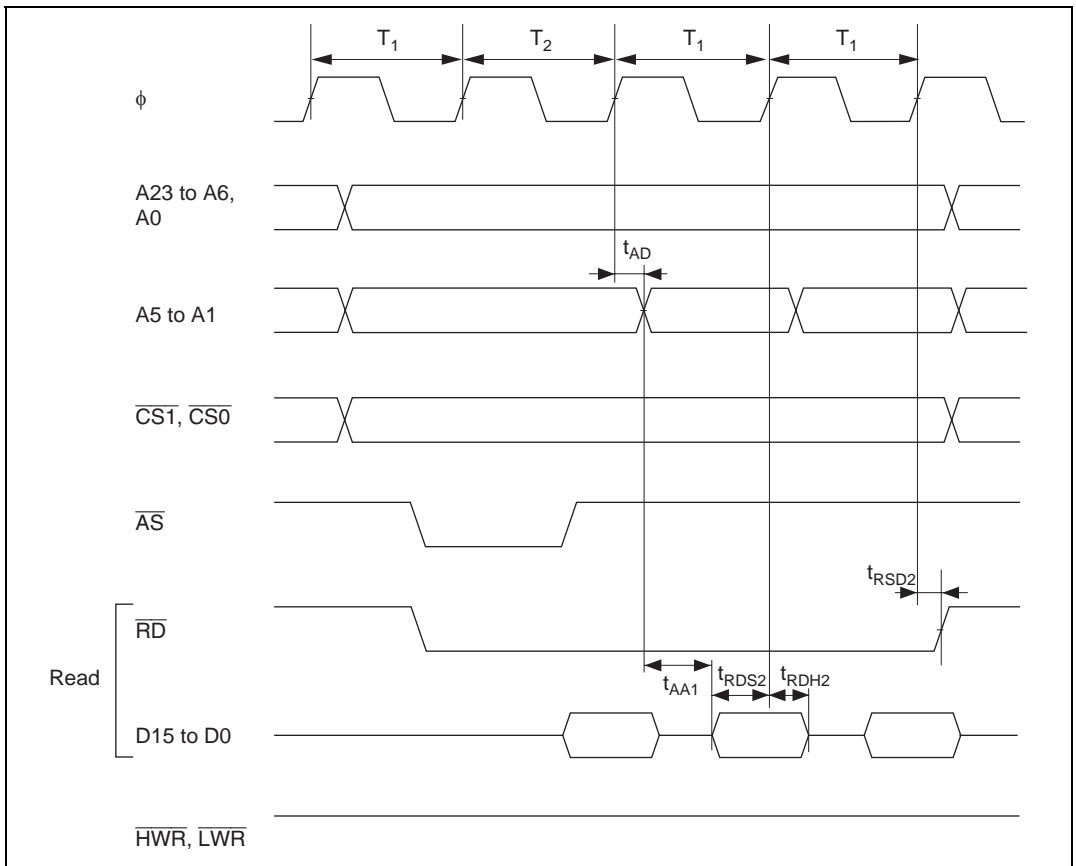 T1 T2 T1 T1
φ
A23 to A6,
A0
tAD
A5 to A1
CS1, CS0
AS
tRSD2
RD
Read
tAA1 tRDS2 tRDH2
D15 to D0
HWR, LWR